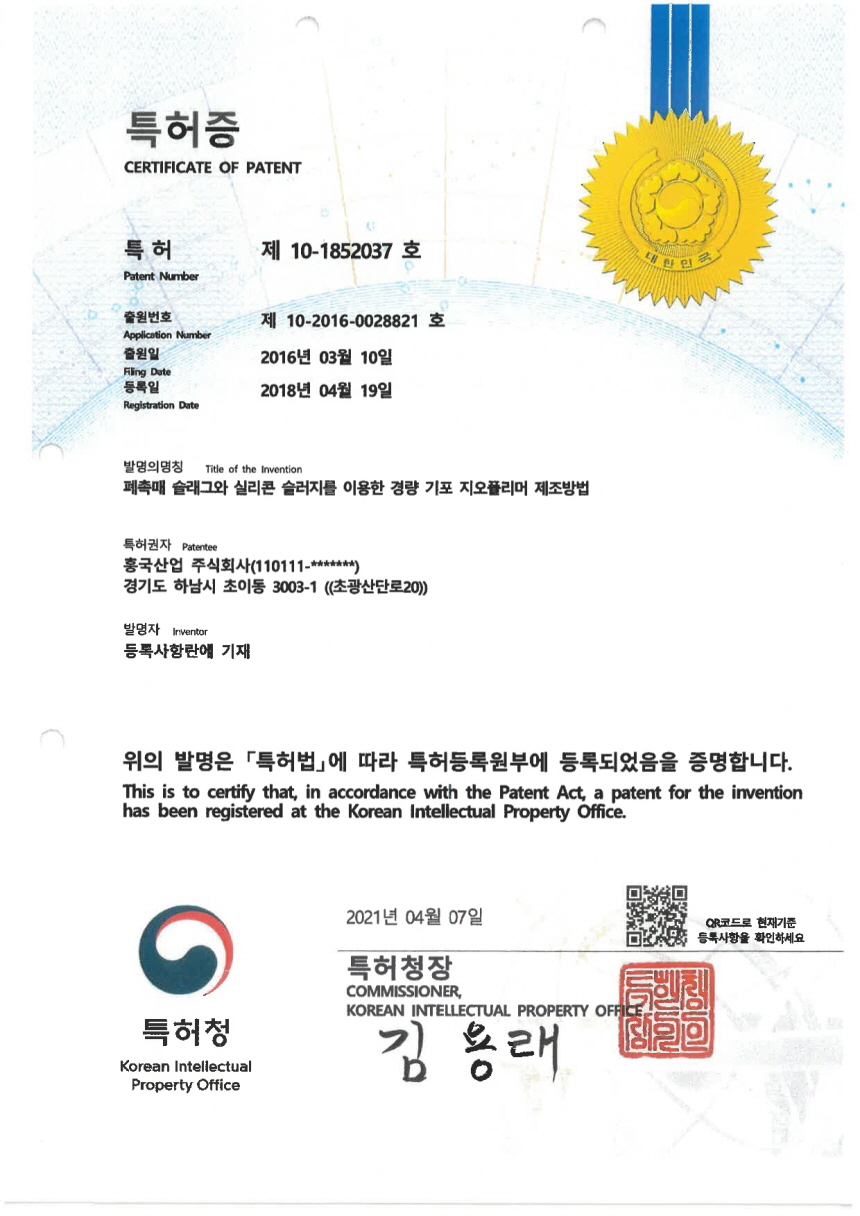 대한민국
특허증
CERTIFICATE OF PATENT
특 허 제 10-1852037 호
Patent Number
출원번호 제 10-2016-0028821 호
Application Number
출원일 2016년 03월 10일
Filing Date
등록일 2018년 04월 19일
Registration Date
발명의명칭 Title of the Invention
폐촉매 슬래그와 실리콘 슬러지를 이용한 경량 기포 지오폴리머 제조방법
특허권자 Patentee
흥국산업 주식회사(110111-*******)
경기도 하남시 초이동 3003-1 ((초광산단로20))
발명자 Inventor
등록사항란에 기재
위의 발명은 「특허법」에 따라 특허등록원부에 등록되었음을 증명합니다.
This is to certify that, in accordance with the Patent Act, a patent for the invention
has been registered at the Korean Intellectual Property Office.
2021년 04월 07일
QR코드로 현재기준
등록사항을 확인하세요
특허청장
COMMISSIONER,
KOREAN INTELLECTUAL PROPERTY OFFICE
김용래
특허청장의인
특허청
Korean Intellectual
Property Office